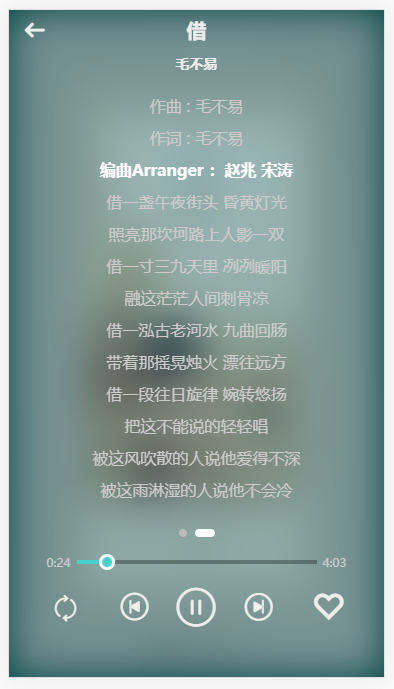 借
毛不易
作曲 : 毛不易
作词 : 毛不易
编曲Arranger： 赵兆 宋涛
借一盏午夜街头 昏黄灯光
照亮那坎坷路上人影一双
借一寸三九天里 冽冽暖阳
融这茫茫人间刺骨凉
借一泓古老河水 九曲回肠
带着那摇晃烛火 漂往远方
借一段往日旋律 婉转悠扬
把这不能说的轻轻唱
被这风吹散的人说他爱得不深
被这雨淋湿的人说他不会冷
0:24
4:03